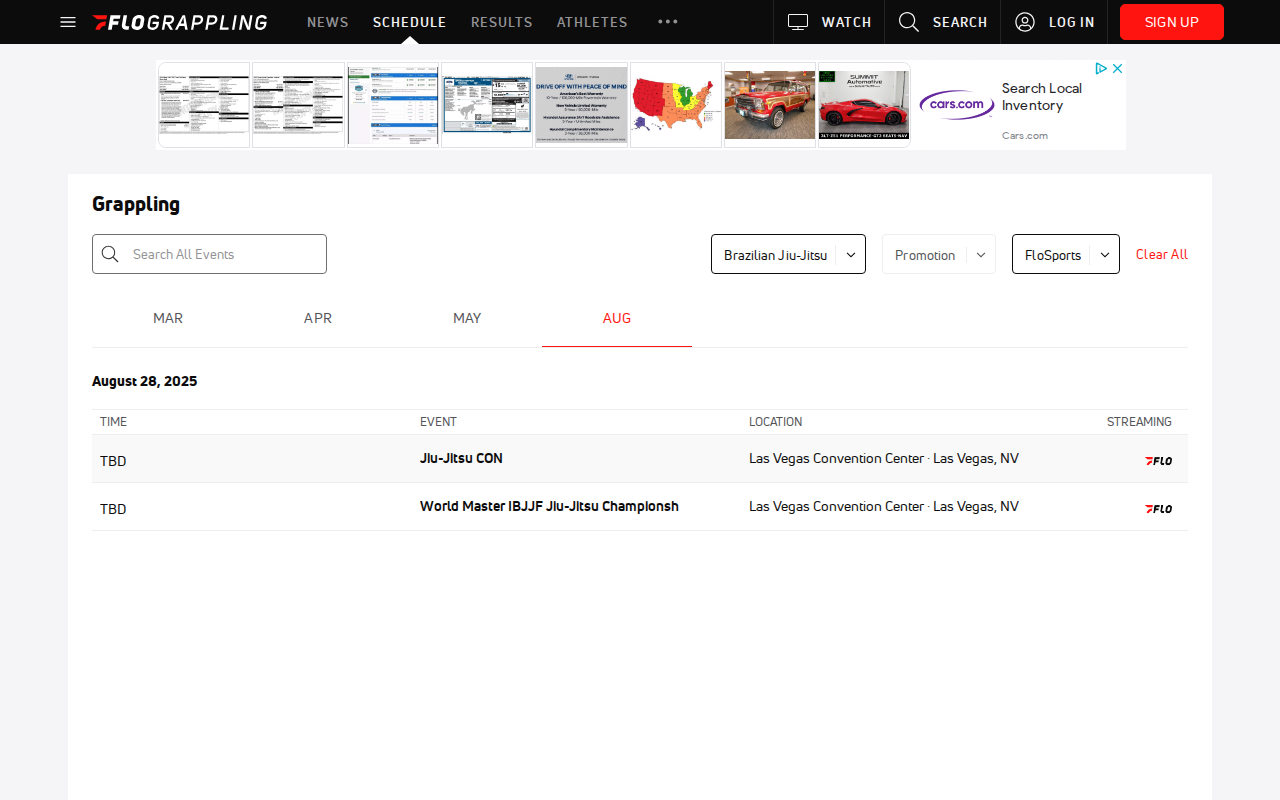 FLOGRAPPLING NEWS SCHEDULE RESULTS ATHLETES WATCH SEARCH LOG IN SIGN UP
DRIVE OFF WITH PEACE OF MIND
SUMMIT
cars.com
Search Local
Inventory
Cars.com
Grappling
Search All Events
Brazilian Jiu-Jitsu
Promotion
FloSports
Clear All
MAR APR MAY AUG
August 28, 2025
TIME EVENT LOCATION STREAMING
TBD Jiu-Jitsu CON Las Vegas Convention Center · Las Vegas, NV FLO
TBD World Master IBJJF Jiu-Jitsu Championsh Las Vegas Convention Center · Las Vegas, NV FLO